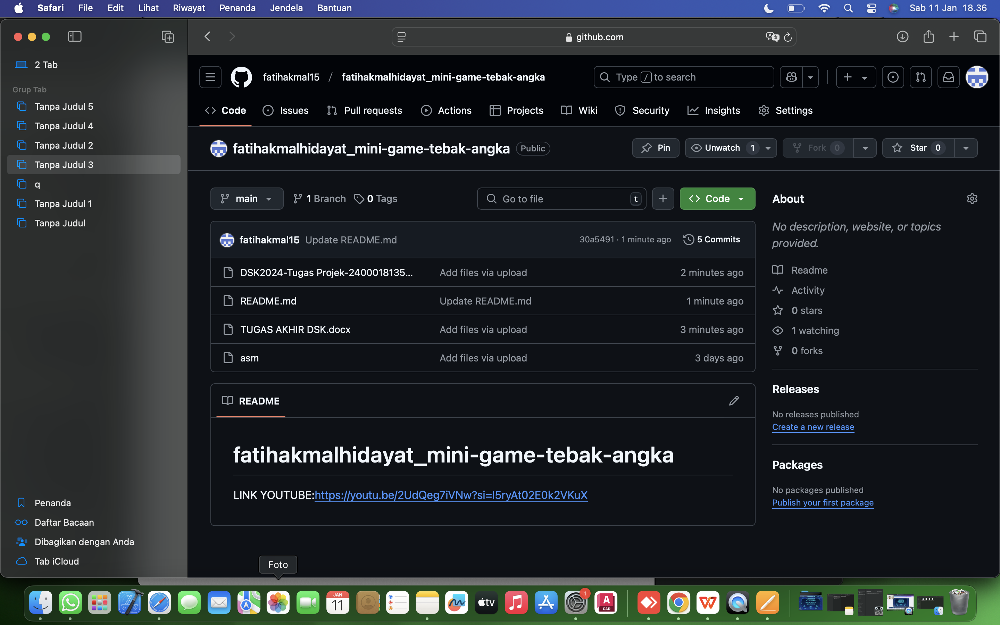 Safari File Edit Lihat Riwayat Penanda Jendela Bantuan Sab 11 Jan 18.36
github.com
2 Tab
Grup Tab
Tanpa Judul 5
Tanpa Judul 4
Tanpa Judul 2
Tanpa Judul 3
q
Tanpa Judul 1
Tanpa Judul
Penanda
Daftar Bacaan
Dibagikan dengan Anda
Tab iCloud
fatihakmal15 / fatihakmalhidayat_mini-game-tebak-angka Type / to search
Code Issues Pull requests Actions Projects Wiki Security Insights Settings
fatihakmalhidayat_mini-game-tebak-angka Public Pin Unwatch 1 Fork 0 Star 0
main 1 Branch 0 Tags Go to file t + Code
fatihakmal15 Update README.md 30a5491 · 1 minute ago 5 Commits
DSK2024-Tugas Projek-2400018135... Add files via upload 2 minutes ago
README.md Update README.md 1 minute ago
TUGAS AKHIR DSK.docx Add files via upload 3 minutes ago
asm Add files via upload 3 days ago
README
fatihakmalhidayat_mini-game-tebak-angka
LINK YOUTUBE:https://youtu.be/2UdQeg7iVNw?si=I5ryAt02E0k2VKuX
About
No description, website, or topics
provided.
Readme
Activity
0 stars
1 watching
0 forks
Releases
No releases published
Create a new release
Packages
No packages published
Publish your first package
Foto
JAN
11
tv
1
A
CAD